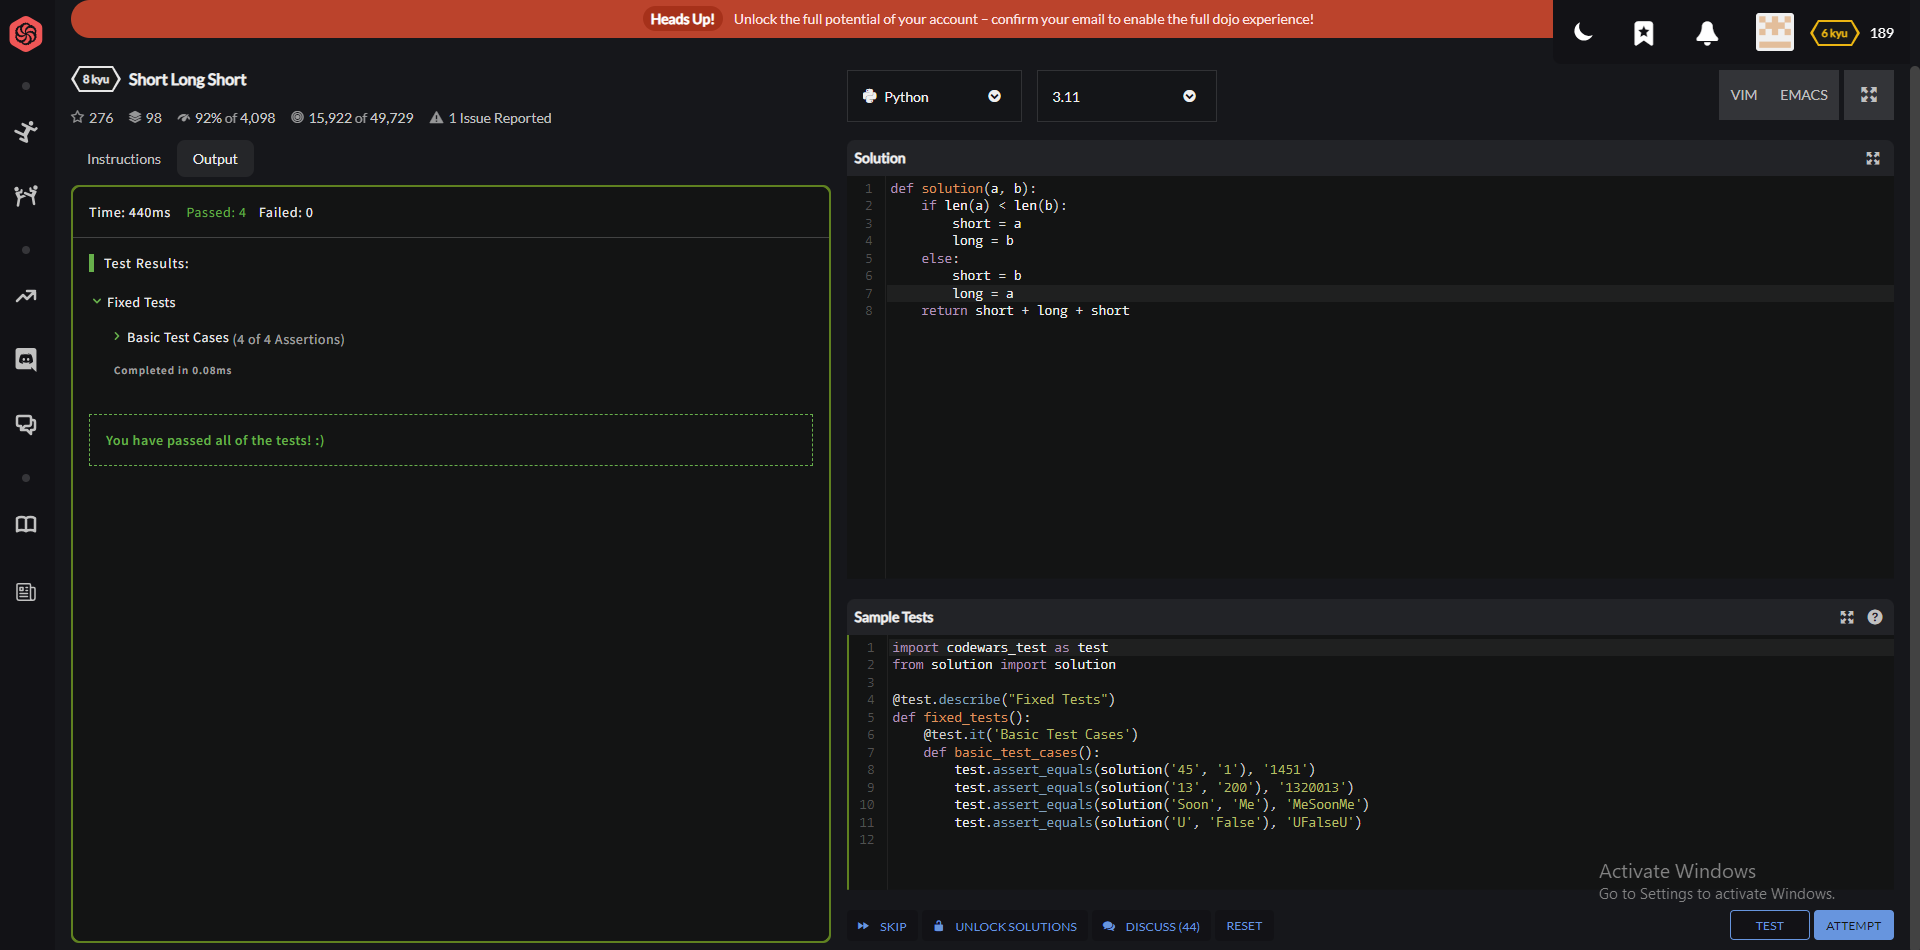 Heads Up! Unlock the full potential of your account – confirm your email to enable the full dojo experience!
6 kyu 189
8 kyu Short Long Short
276 98 92% of 4,098 15,922 of 49,729 1 Issue Reported
Instructions Output
Time: 440ms Passed: 4 Failed: 0
Test Results:
Fixed Tests
Basic Test Cases (4 of 4 Assertions)
Completed in 0.08ms
You have passed all of the tests! :)
Python 3.11
VIM EMACS
Solution
1 def solution(a, b):
2     if len(a) < len(b):
3         short = a
4         long = b
5     else:
6         short = b
7         long = a
8     return short + long + short
Sample Tests
1 import codewars_test as test
2 from solution import solution
3
4 @test.describe("Fixed Tests")
5 def fixed_tests():
6     @test.it('Basic Test Cases')
7     def basic_test_cases():
8         test.assert_equals(solution('45', '1'), '1451')
9         test.assert_equals(solution('13', '200'), '1320013')
10         test.assert_equals(solution('Soon', 'Me'), 'MeSoonMe')
11         test.assert_equals(solution('U', 'False'), 'UFalseU')
12
Activate Windows
Go to Settings to activate Windows.
SKIP UNLOCK SOLUTIONS DISCUSS (44) RESET TEST ATTEMPT